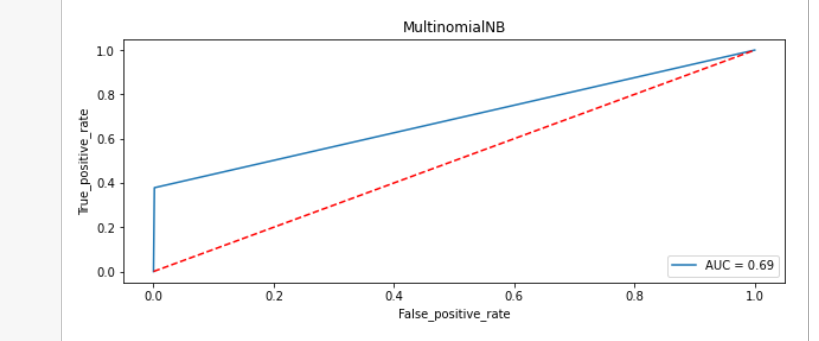 MultinomialNB
1.0
0.8
0.6
0.4
0.2
0.0
True_positive_rate
AUC = 0.69
0.0 0.2 0.4 0.6 0.8 1.0
False_positive_rate